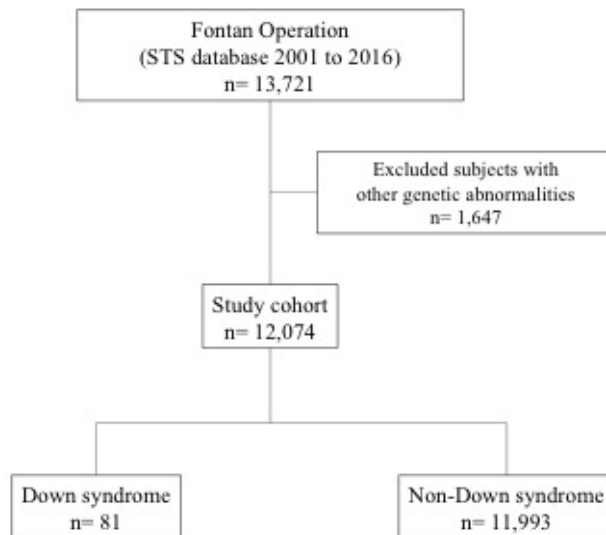 Fontan Operation
(STS database 2001 to 2016)
n= 13,721
Excluded subjects with
other genetic abnormalities
n= 1,647
Study cohort
n= 12,074
Down syndrome
n= 81
Non-Down syndrome
n= 11,993